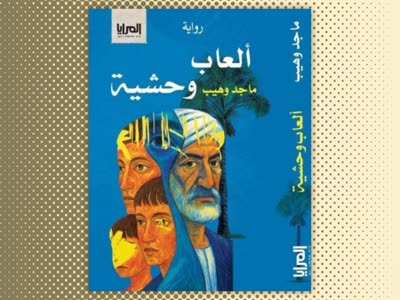 المرايا
رواية
ألعاب
وحشية
ماجد وهيب
ماجد وهيب
ألعاب وحشية
المرايا